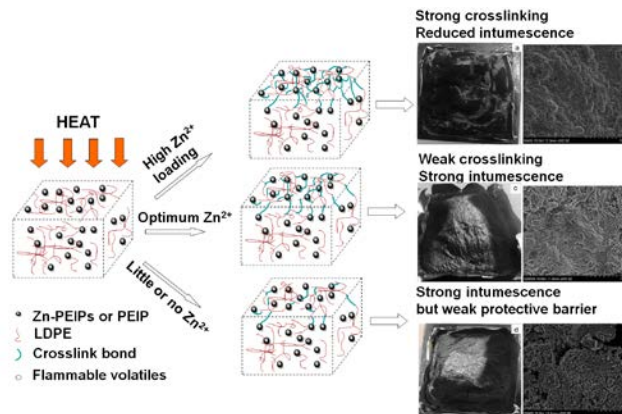 Strong crosslinking
Reduced intumescence
HEAT
High Zn²⁺
loading
Weak crosslinking
Strong intumescence
Optimum Zn²⁺
Little or no Zn²⁺
Strong intumescence
but weak protective barrier
Zn-PEIPs or PEIP
LDPE
Crosslink bond
Flammable volatiles